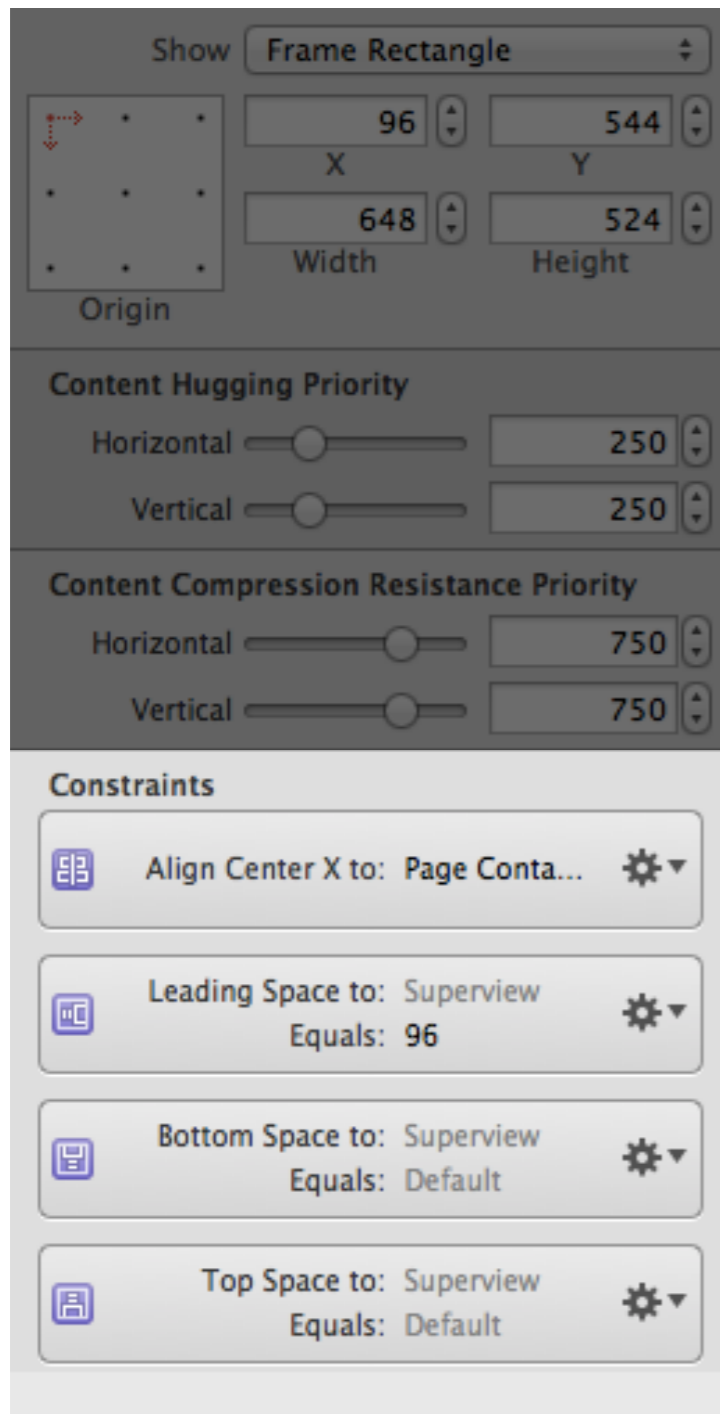 Show Frame Rectangle
96 544
X Y
648 524
Width Height
Origin
Content Hugging Priority
Horizontal 250
Vertical 250
Content Compression Resistance Priority
Horizontal 750
Vertical 750
Constraints
Align Center X to: Page Conta...
Leading Space to: Superview
Equals: 96
Bottom Space to: Superview
Equals: Default
Top Space to: Superview
Equals: Default